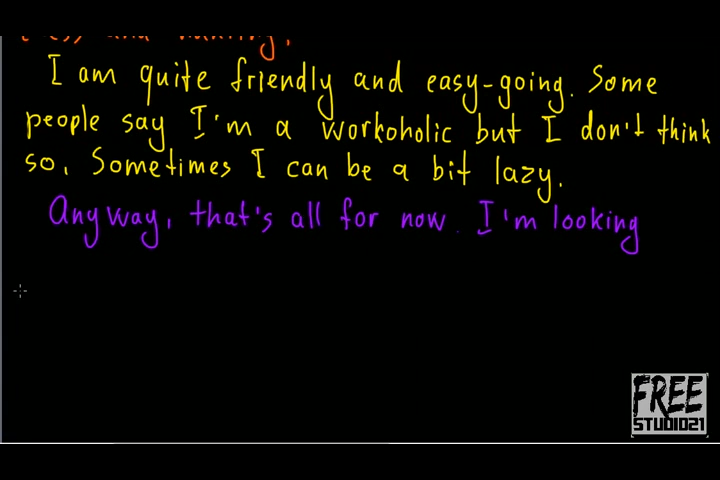 and
I am quite friendly and easy-going. Some
people say I'm a workoholic but I don't think
so. Sometimes I can be a bit lazy.
Anyway, that's all for now. I'm looking
FREE
STUDIO21